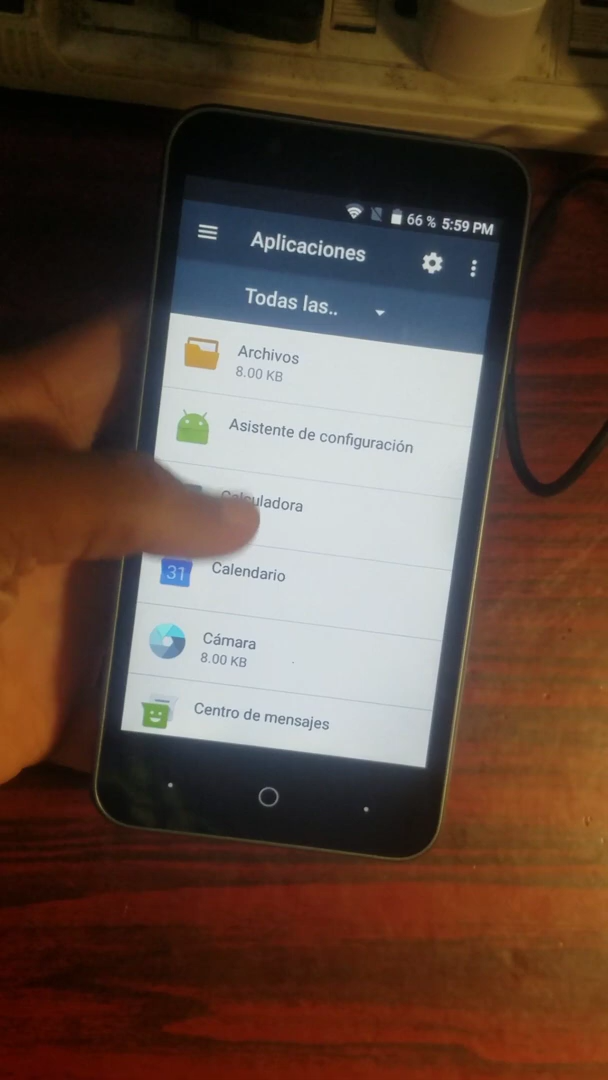 66 % 5:59 PM
Aplicaciones
Todas las..
Archivos
8.00 KB
Asistente de configuración
Calculadora
31
Calendario
Cámara
8.00 KB
Centro de mensajes